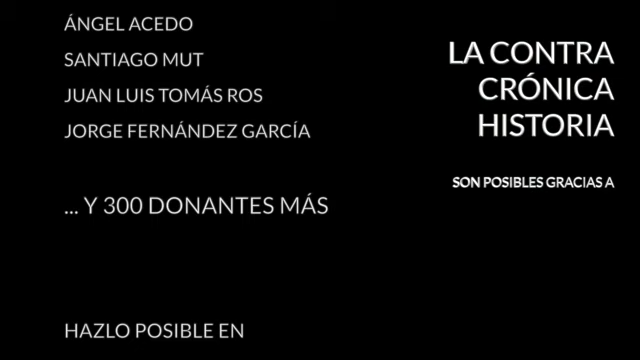 ÁNGEL ACEDO
SANTIAGO MUT
JUAN LUIS TOMÁS ROS
JORGE FERNÁNDEZ GARCÍA
... Y 300 DONANTES MÁS
HAZLO POSIBLE EN
LA CONTRA
CRÓNICA
HISTORIA
SON POSIBLES GRACIAS A